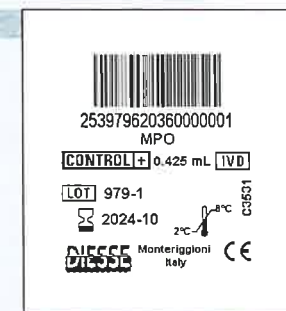 253979620360000001
MPO
CONTROL + 0.425 mL IVD
LOT 979-1
2024-10
8°C
2°C
C3531
DIESSE Monteriggioni
Italy CE